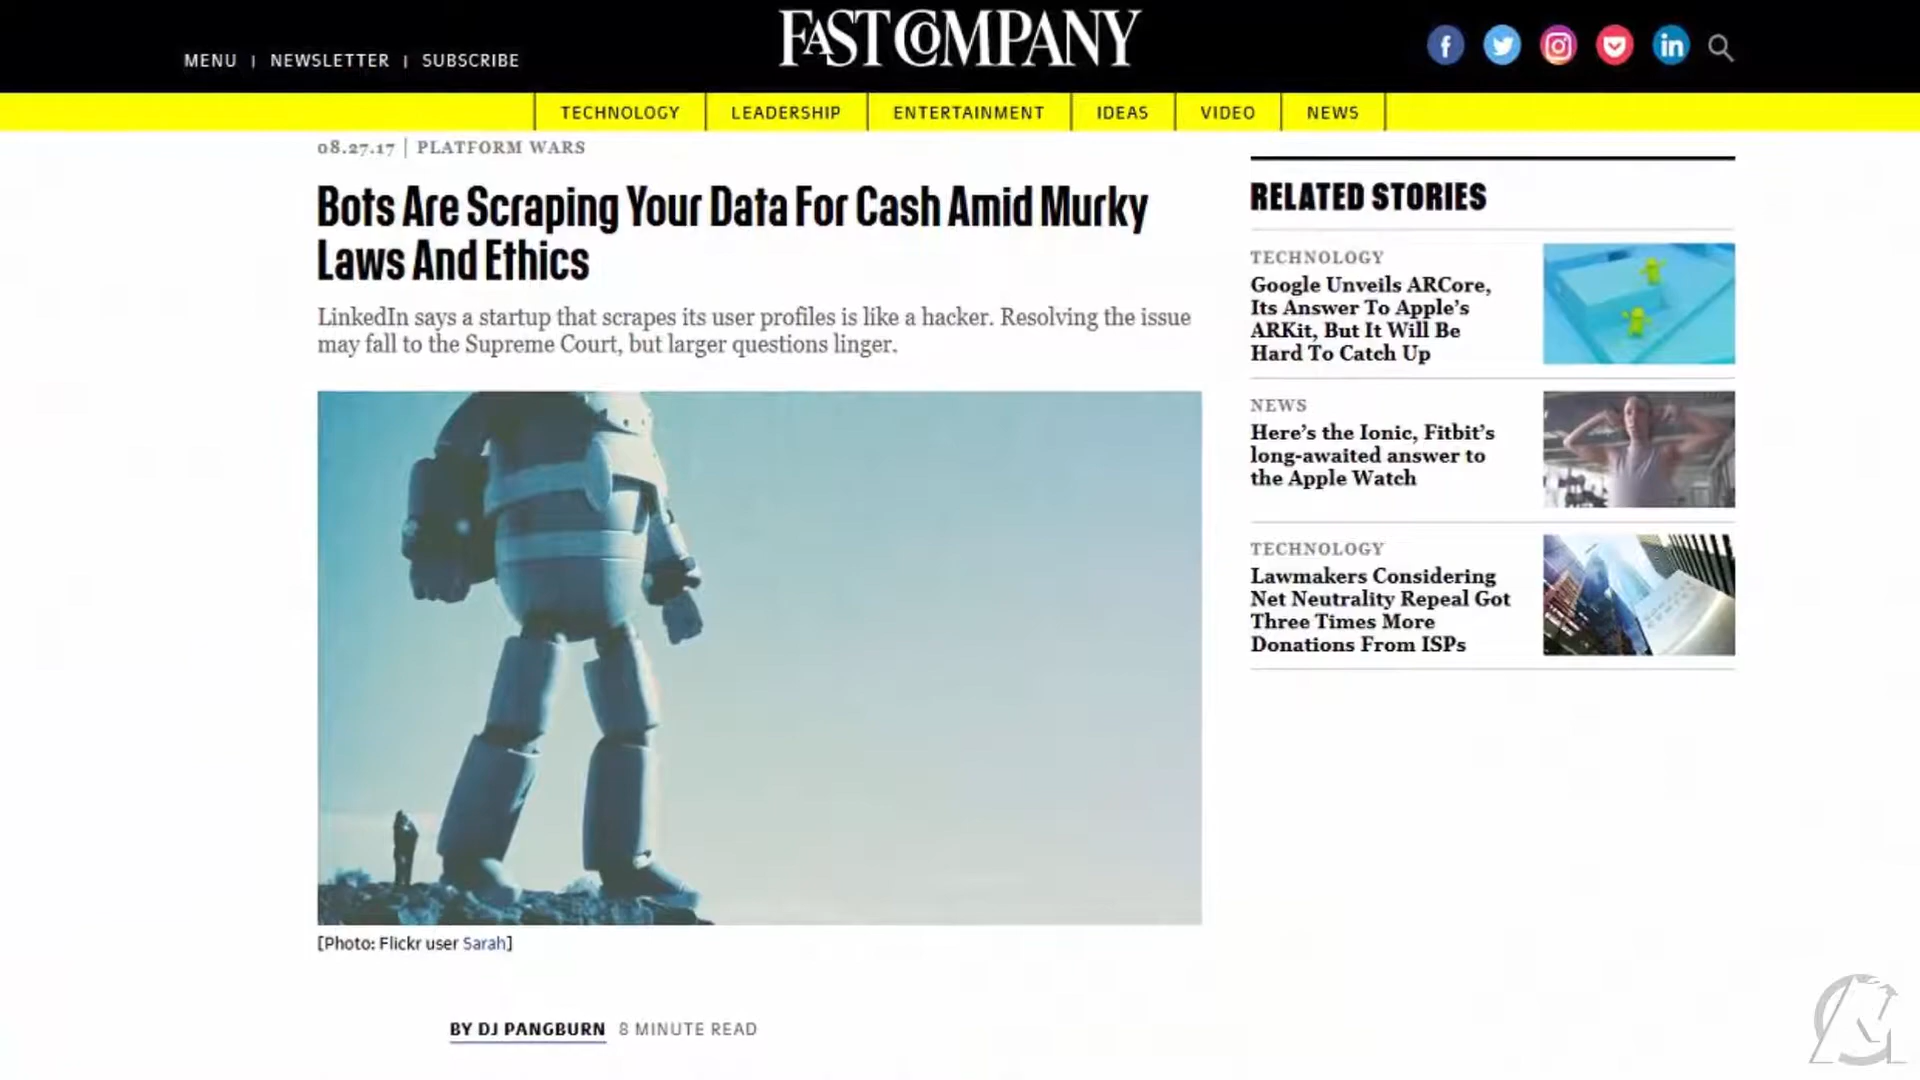 MENU | NEWSLETTER | SUBSCRIBE
FAST COMPANY
TECHNOLOGY
LEADERSHIP
ENTERTAINMENT
IDEAS
VIDEO
NEWS
08.27.17 | PLATFORM WARS
Bots Are Scraping Your Data For Cash Amid Murky
Laws And Ethics
LinkedIn says a startup that scrapes its user profiles is like a hacker. Resolving the issue
may fall to the Supreme Court, but larger questions linger.
[Photo: Flickr user Sarah]
BY DJ PANGBURN 8 MINUTE READ
RELATED STORIES
TECHNOLOGY
Google Unveils ARCore,
Its Answer To Apple’s
ARKit, But It Will Be
Hard To Catch Up
NEWS
Here’s the Ionic, Fitbit’s
long-awaited answer to
the Apple Watch
TECHNOLOGY
Lawmakers Considering
Net Neutrality Repeal Got
Three Times More
Donations From ISPs